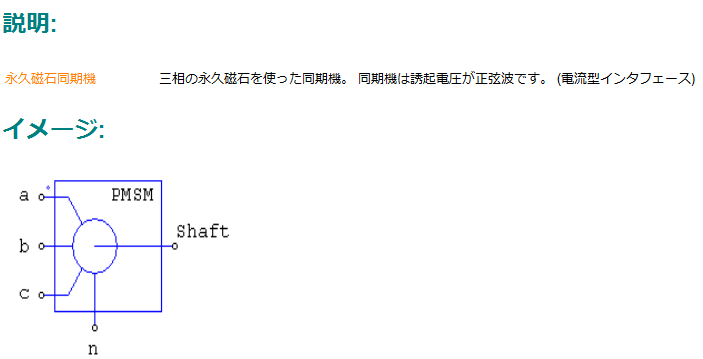 説明:
永久磁石同期機 三相の永久磁石を使った同期機。 同期機は誘起電圧が正弦波です。 (電流型インタフェース)
イメージ:
a
PMSM
Shaft
b
c
n